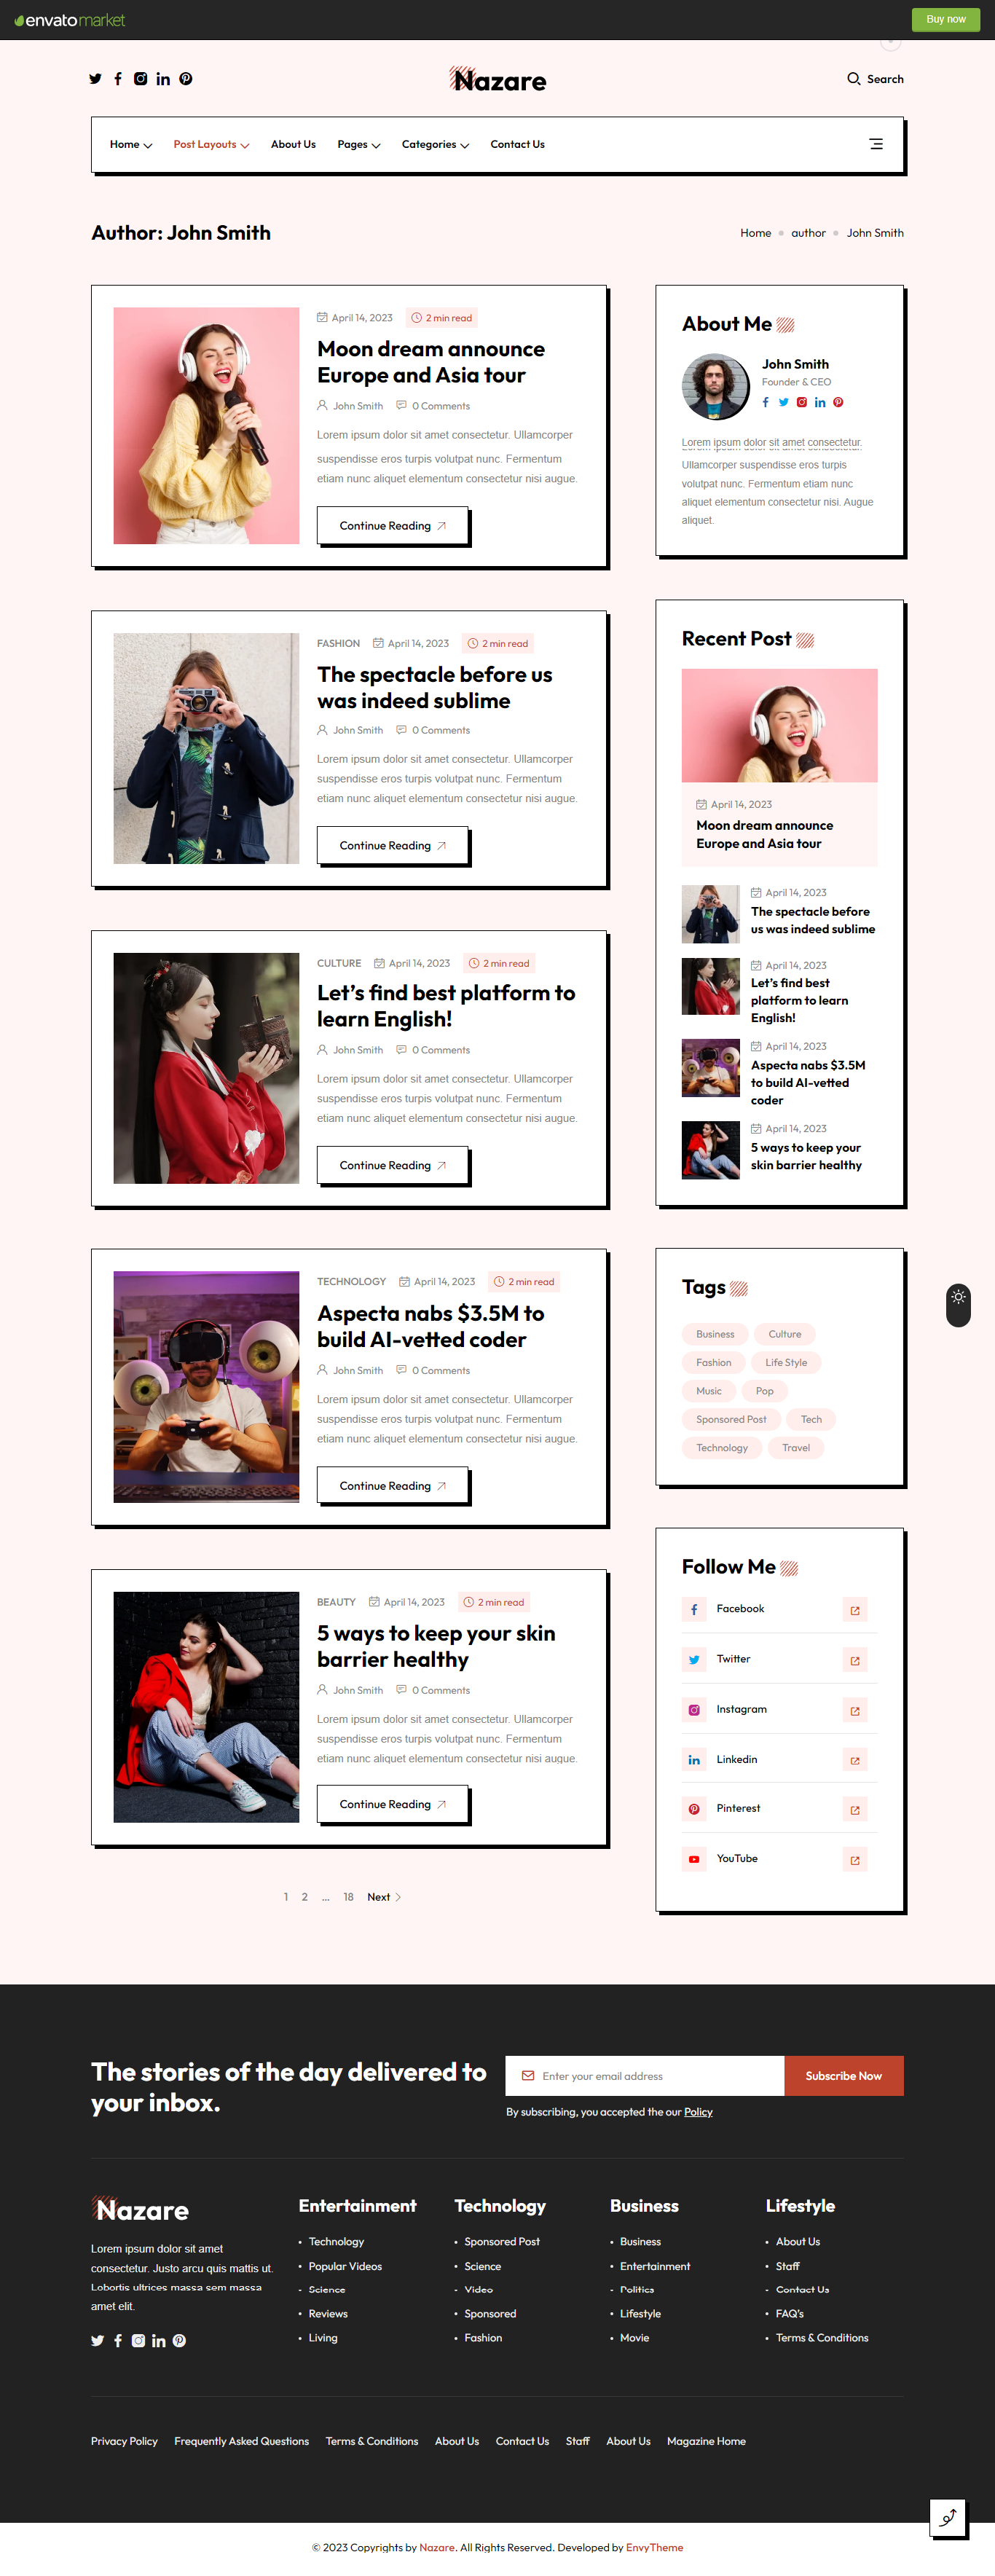 envato market
Buy now
Nazare
Search
Home
Post Layouts
About Us
Pages
Categories
Contact Us
Author: John Smith
Home
author
John Smith
April 14, 2023
2 min read
Moon dream announce
Europe and Asia tour
John Smith
0 Comments
Lorem ipsum dolor sit amet consectetur. Ullamcorper
suspendisse eros turpis volutpat nunc. Fermentum
etiam nunc aliquet elementum consectetur nisi augue.
Continue Reading
FASHION
April 14, 2023
2 min read
The spectacle before us
was indeed sublime
John Smith
0 Comments
Lorem ipsum dolor sit amet consectetur. Ullamcorper
suspendisse eros turpis volutpat nunc. Fermentum
etiam nunc aliquet elementum consectetur nisi augue.
Continue Reading
CULTURE
April 14, 2023
2 min read
Let’s find best platform to
learn English!
John Smith
0 Comments
Lorem ipsum dolor sit amet consectetur. Ullamcorper
suspendisse eros turpis volutpat nunc. Fermentum
etiam nunc aliquet elementum consectetur nisi augue.
Continue Reading
TECHNOLOGY
April 14, 2023
2 min read
Aspecta nabs $3.5M to
build AI-vetted coder
John Smith
0 Comments
Lorem ipsum dolor sit amet consectetur. Ullamcorper
suspendisse eros turpis volutpat nunc. Fermentum
etiam nunc aliquet elementum consectetur nisi augue.
Continue Reading
BEAUTY
April 14, 2023
2 min read
5 ways to keep your skin
barrier healthy
John Smith
0 Comments
Lorem ipsum dolor sit amet consectetur. Ullamcorper
suspendisse eros turpis volutpat nunc. Fermentum
etiam nunc aliquet elementum consectetur nisi augue.
Continue Reading
1 2 … 18 Next
About Me
John Smith
Founder & CEO
Lorem ipsum dolor sit amet consectetur.
Ullamcorper suspendisse eros turpis
volutpat nunc. Fermentum etiam nunc
aliquet elementum consectetur nisi. Augue
aliquet.
Recent Post
April 14, 2023
Moon dream announce
Europe and Asia tour
April 14, 2023
The spectacle before
us was indeed sublime
April 14, 2023
Let’s find best
platform to learn
English!
April 14, 2023
Aspecta nabs $3.5M
to build AI-vetted
coder
April 14, 2023
5 ways to keep your
skin barrier healthy
Tags
Business
Culture
Fashion
Life Style
Music
Pop
Sponsored Post
Tech
Technology
Travel
Follow Me
Facebook
Twitter
Instagram
Linkedin
Pinterest
YouTube
The stories of the day delivered to
your inbox.
Enter your email address
Subscribe Now
By subscribing, you accepted the our Policy
Nazare
Lorem ipsum dolor sit amet
consectetur. Justo arcu quis mattis ut.
Lobortis ultrices massa sem massa
amet elit.
Entertainment
Technology
Popular Videos
Science
Reviews
Living
Technology
Sponsored Post
Science
Video
Sponsored
Fashion
Business
Business
Entertainment
Politics
Lifestyle
Movie
Lifestyle
About Us
Staff
Contact Us
FAQ’s
Terms & Conditions
Privacy Policy
Frequently Asked Questions
Terms & Conditions
About Us
Contact Us
Staff
About Us
Magazine Home
© 2023 Copyrights by Nazare. All Rights Reserved. Developed by EnvyTheme